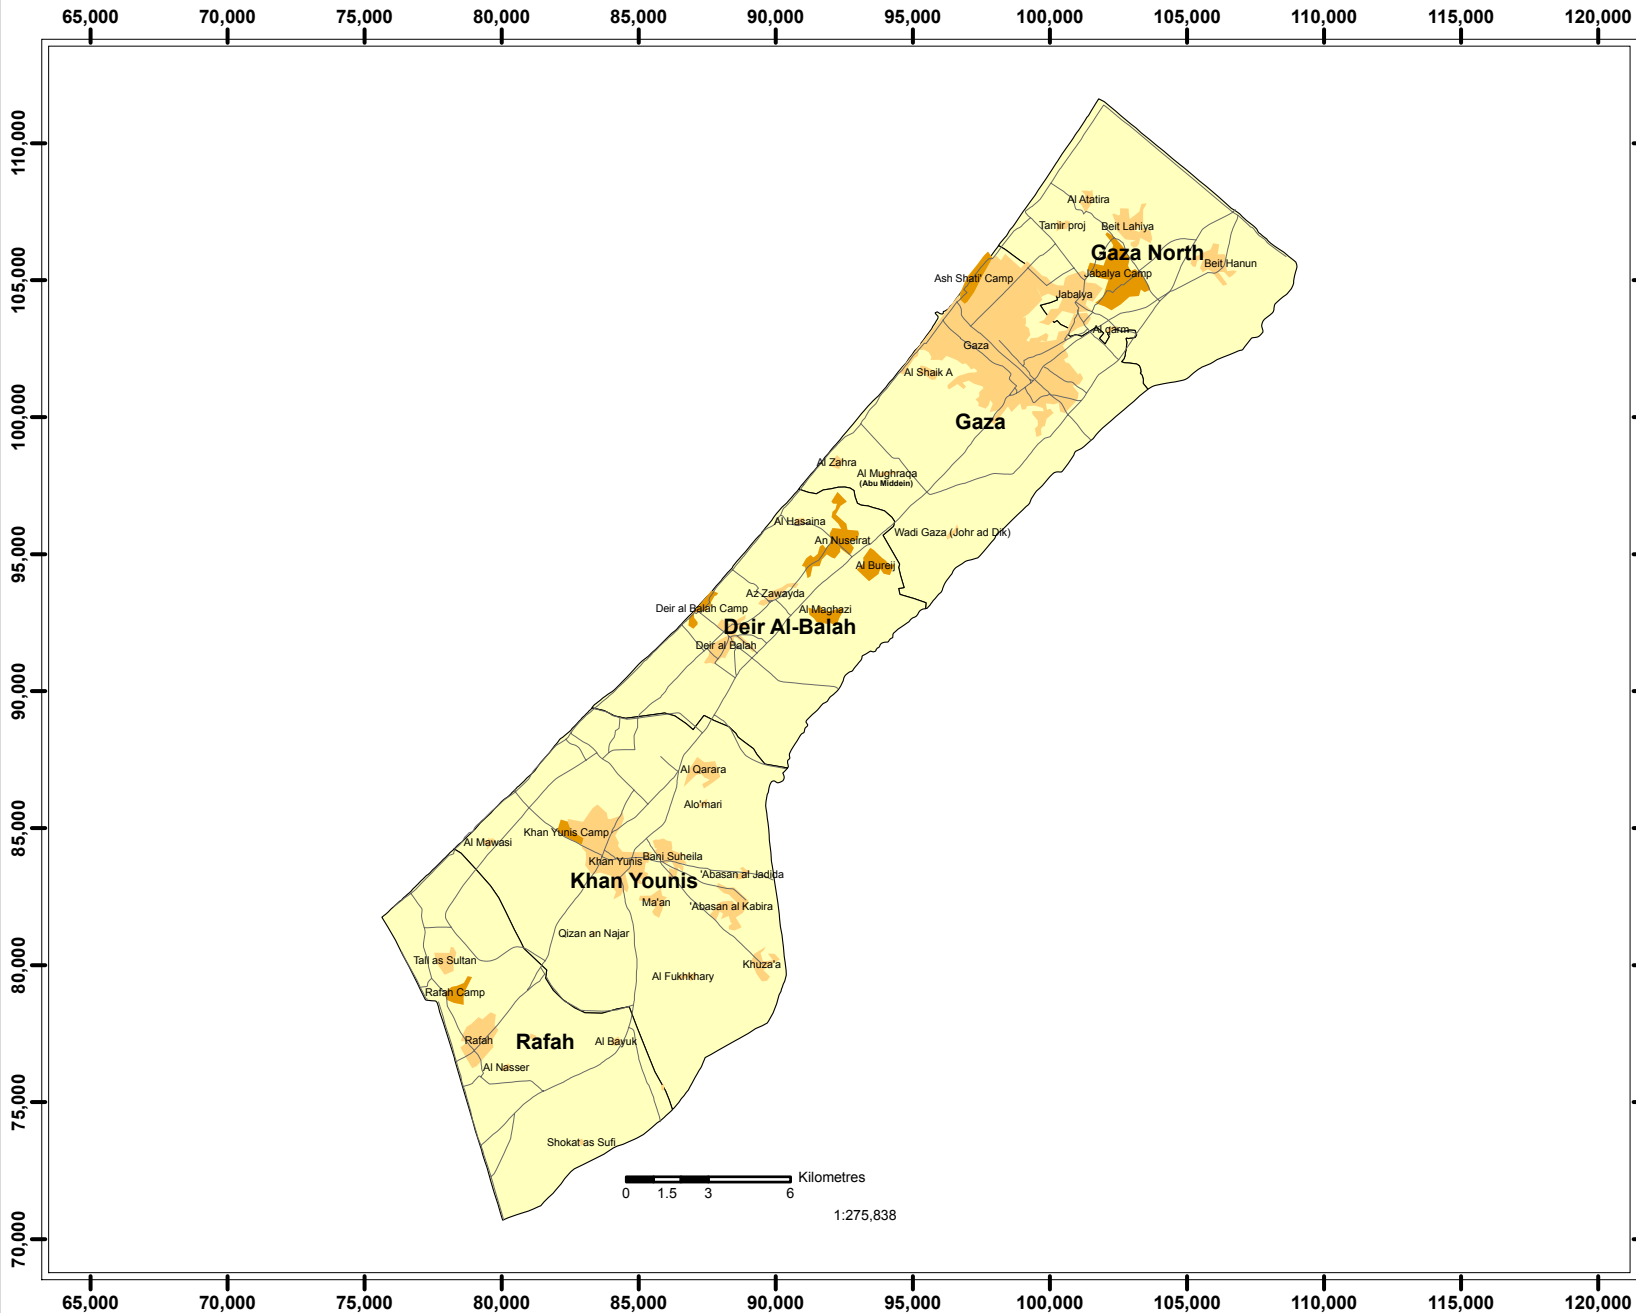 65,000 70,000 75,000 80,000 85,000 90,000 95,000 100,000 105,000 110,000 115,000 120,000
110,000
105,000
100,000
95,000
90,000
85,000
80,000
75,000
70,000
Al Atatira
Tamir proj
Beit Lahiya
Gaza North
Beit Hanun
Jabalya Camp
Ash Shati' Camp
Jabalya
Al qarm
Gaza
Al Shaik A
Gaza
Al Zahra
Al Mughraqa
(Abu Middein)
Al Hasaina
Wadi Gaza (Johr ad Dik)
An Nuseirat
Al Bureij
Az Zawayda
Deir al Balah Camp
Al Maghazi
Deir Al-Balah
Deir al Balah
Al Qarara
Alo'mari
Khan Yunis Camp
Al Mawasi
Bani Suheila
Khan Yunis
'Abasan al Jadida
Khan Younis
Ma'an
'Abasan al Kabira
Qizan an Najar
Tall as Sultan
Khuza'a
Al Fukhkhary
Rafah Camp
Rafah
Rafah
Al Bayuk
Al Nasser
Shokat as Sufi
Kilometres
0 1.5 3 6
1:275,838
65,000 70,000 75,000 80,000 85,000 90,000 95,000 100,000 105,000 110,000 115,000 120,000